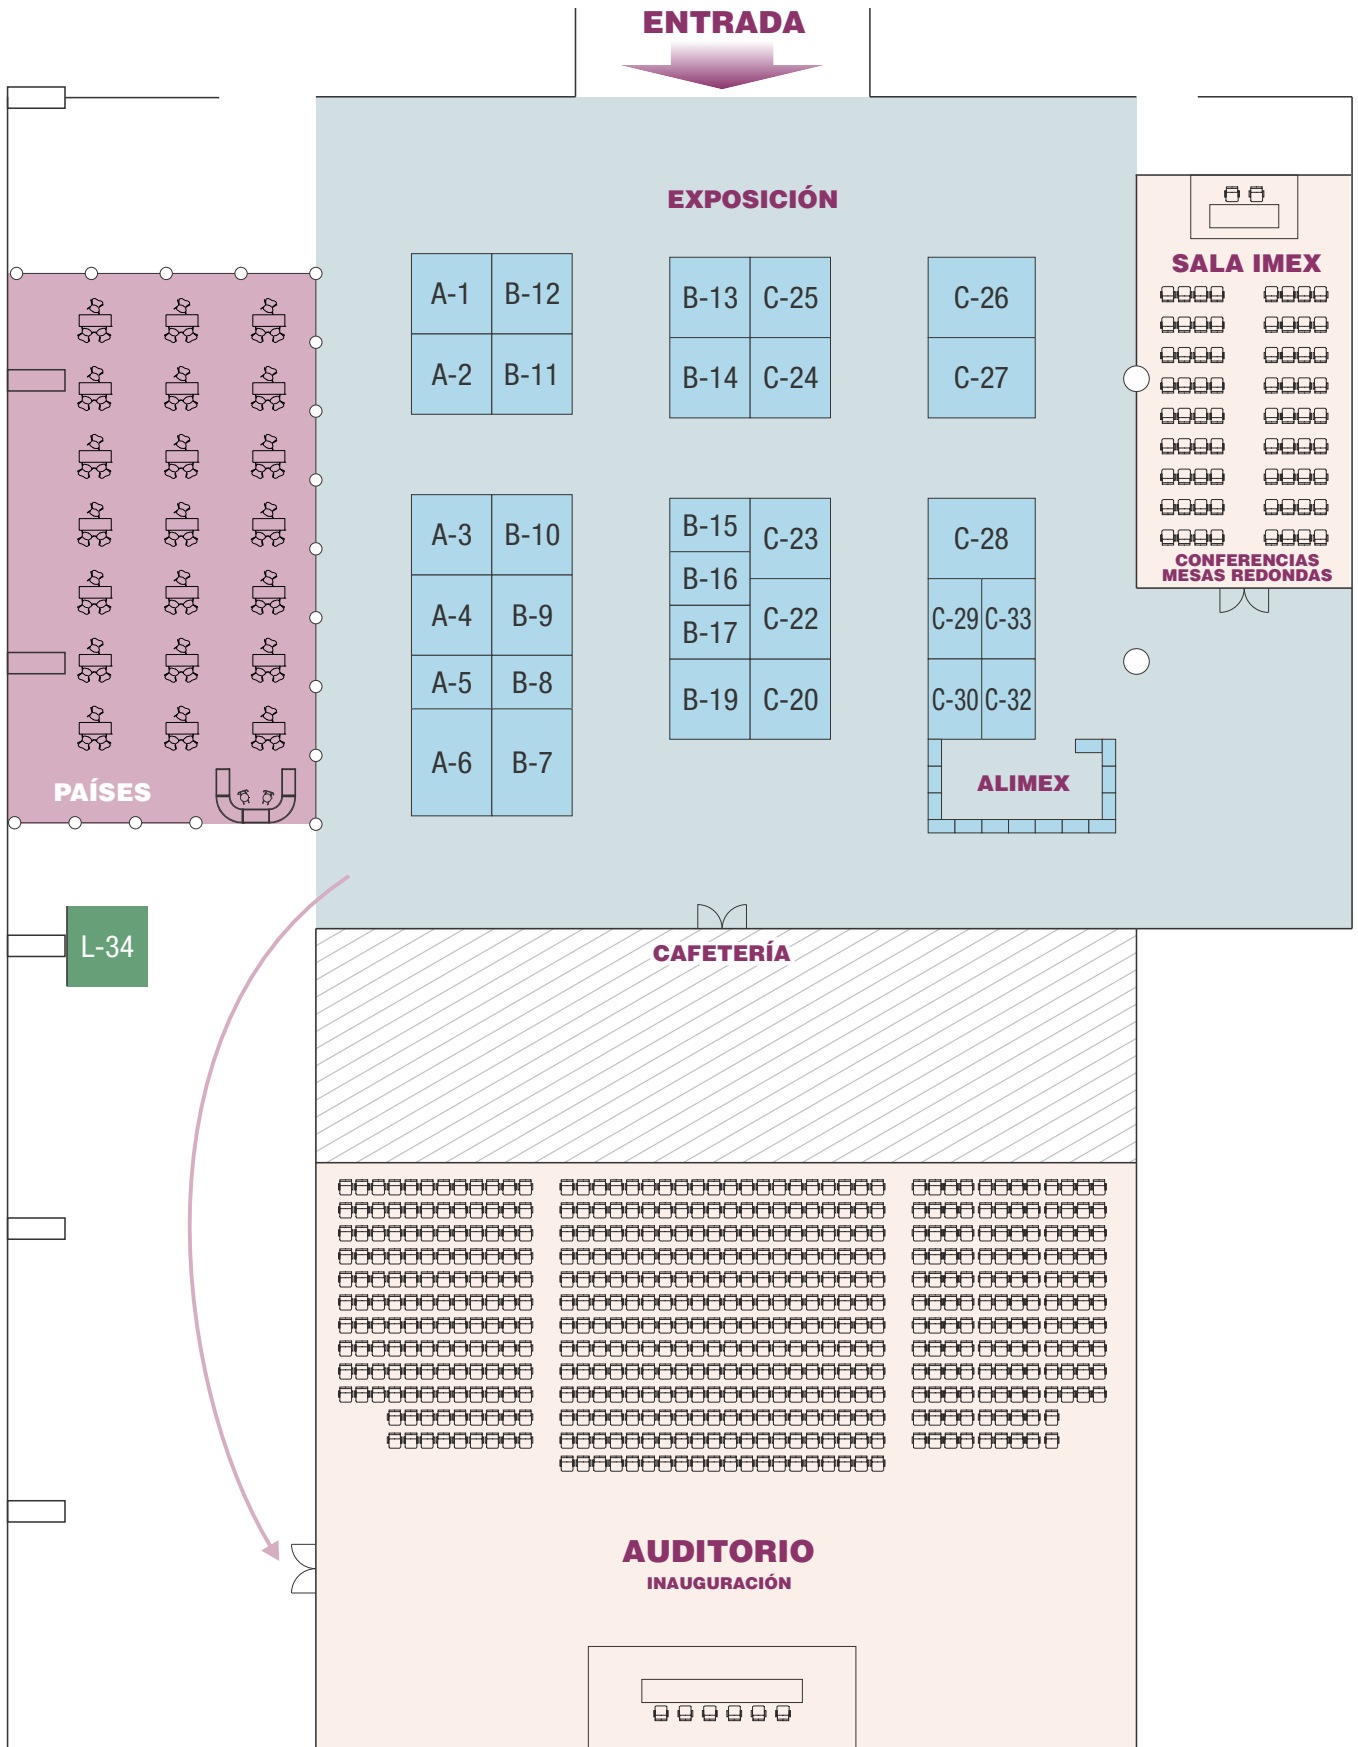 ENTRADA
EXPOSICIÓN
SALA IMEX
A-1 B-12
B-13 C-25
C-26
A-2 B-11
B-14 C-24
C-27
A-3 B-10
B-15
C-23
C-28
B-16
A-4 B-9
B-17
C-22
C-29 C-33
A-5 B-8
B-19 C-20
C-30 C-32
A-6 B-7
CONFERENCIAS
MESAS REDONDAS
ALIMEX
PAÍSES
L-34
CAFETERÍA
AUDITORIO
INAUGURACIÓN